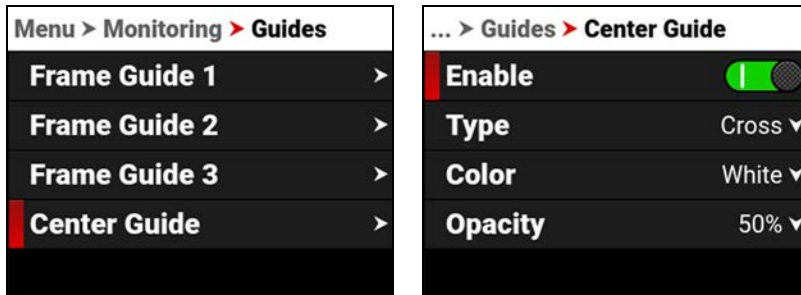 Menu > Monitoring > Guides
Frame Guide 1 >
Frame Guide 2 >
Frame Guide 3 >
Center Guide >
... > Guides > Center Guide
Enable
Type Cross
Color White
Opacity 50%